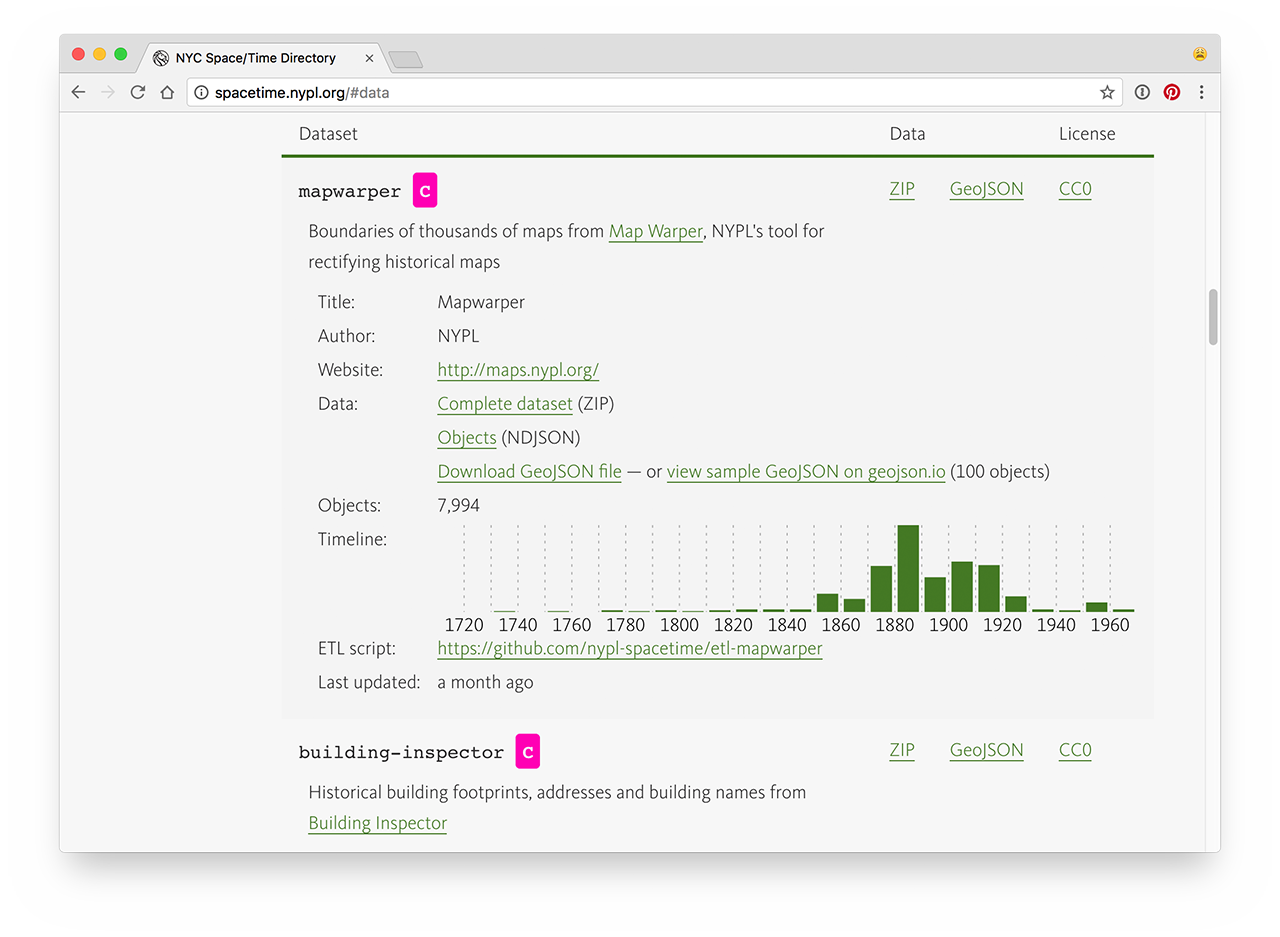 NYC Space/Time Directory
spacetime.nypl.org/#data
Dataset Data License
mapwarper C ZIP GeoJSON CC0
Boundaries of thousands of maps from Map Warper, NYPL's tool for
rectifying historical maps
Title: Mapwarper
Author: NYPL
Website: http://maps.nypl.org/
Data: Complete dataset (ZIP)
Objects (NDJSON)
Download GeoJSON file — or view sample GeoJSON on geojson.io (100 objects)
Objects: 7,994
Timeline:
1720 1740 1760 1780 1800 1820 1840 1860 1880 1900 1920 1940 1960
ETL script: https://github.com/nypl-spacetime/etl-mapwarper
Last updated: a month ago
building-inspector C ZIP GeoJSON CC0
Historical building footprints, addresses and building names from
Building Inspector